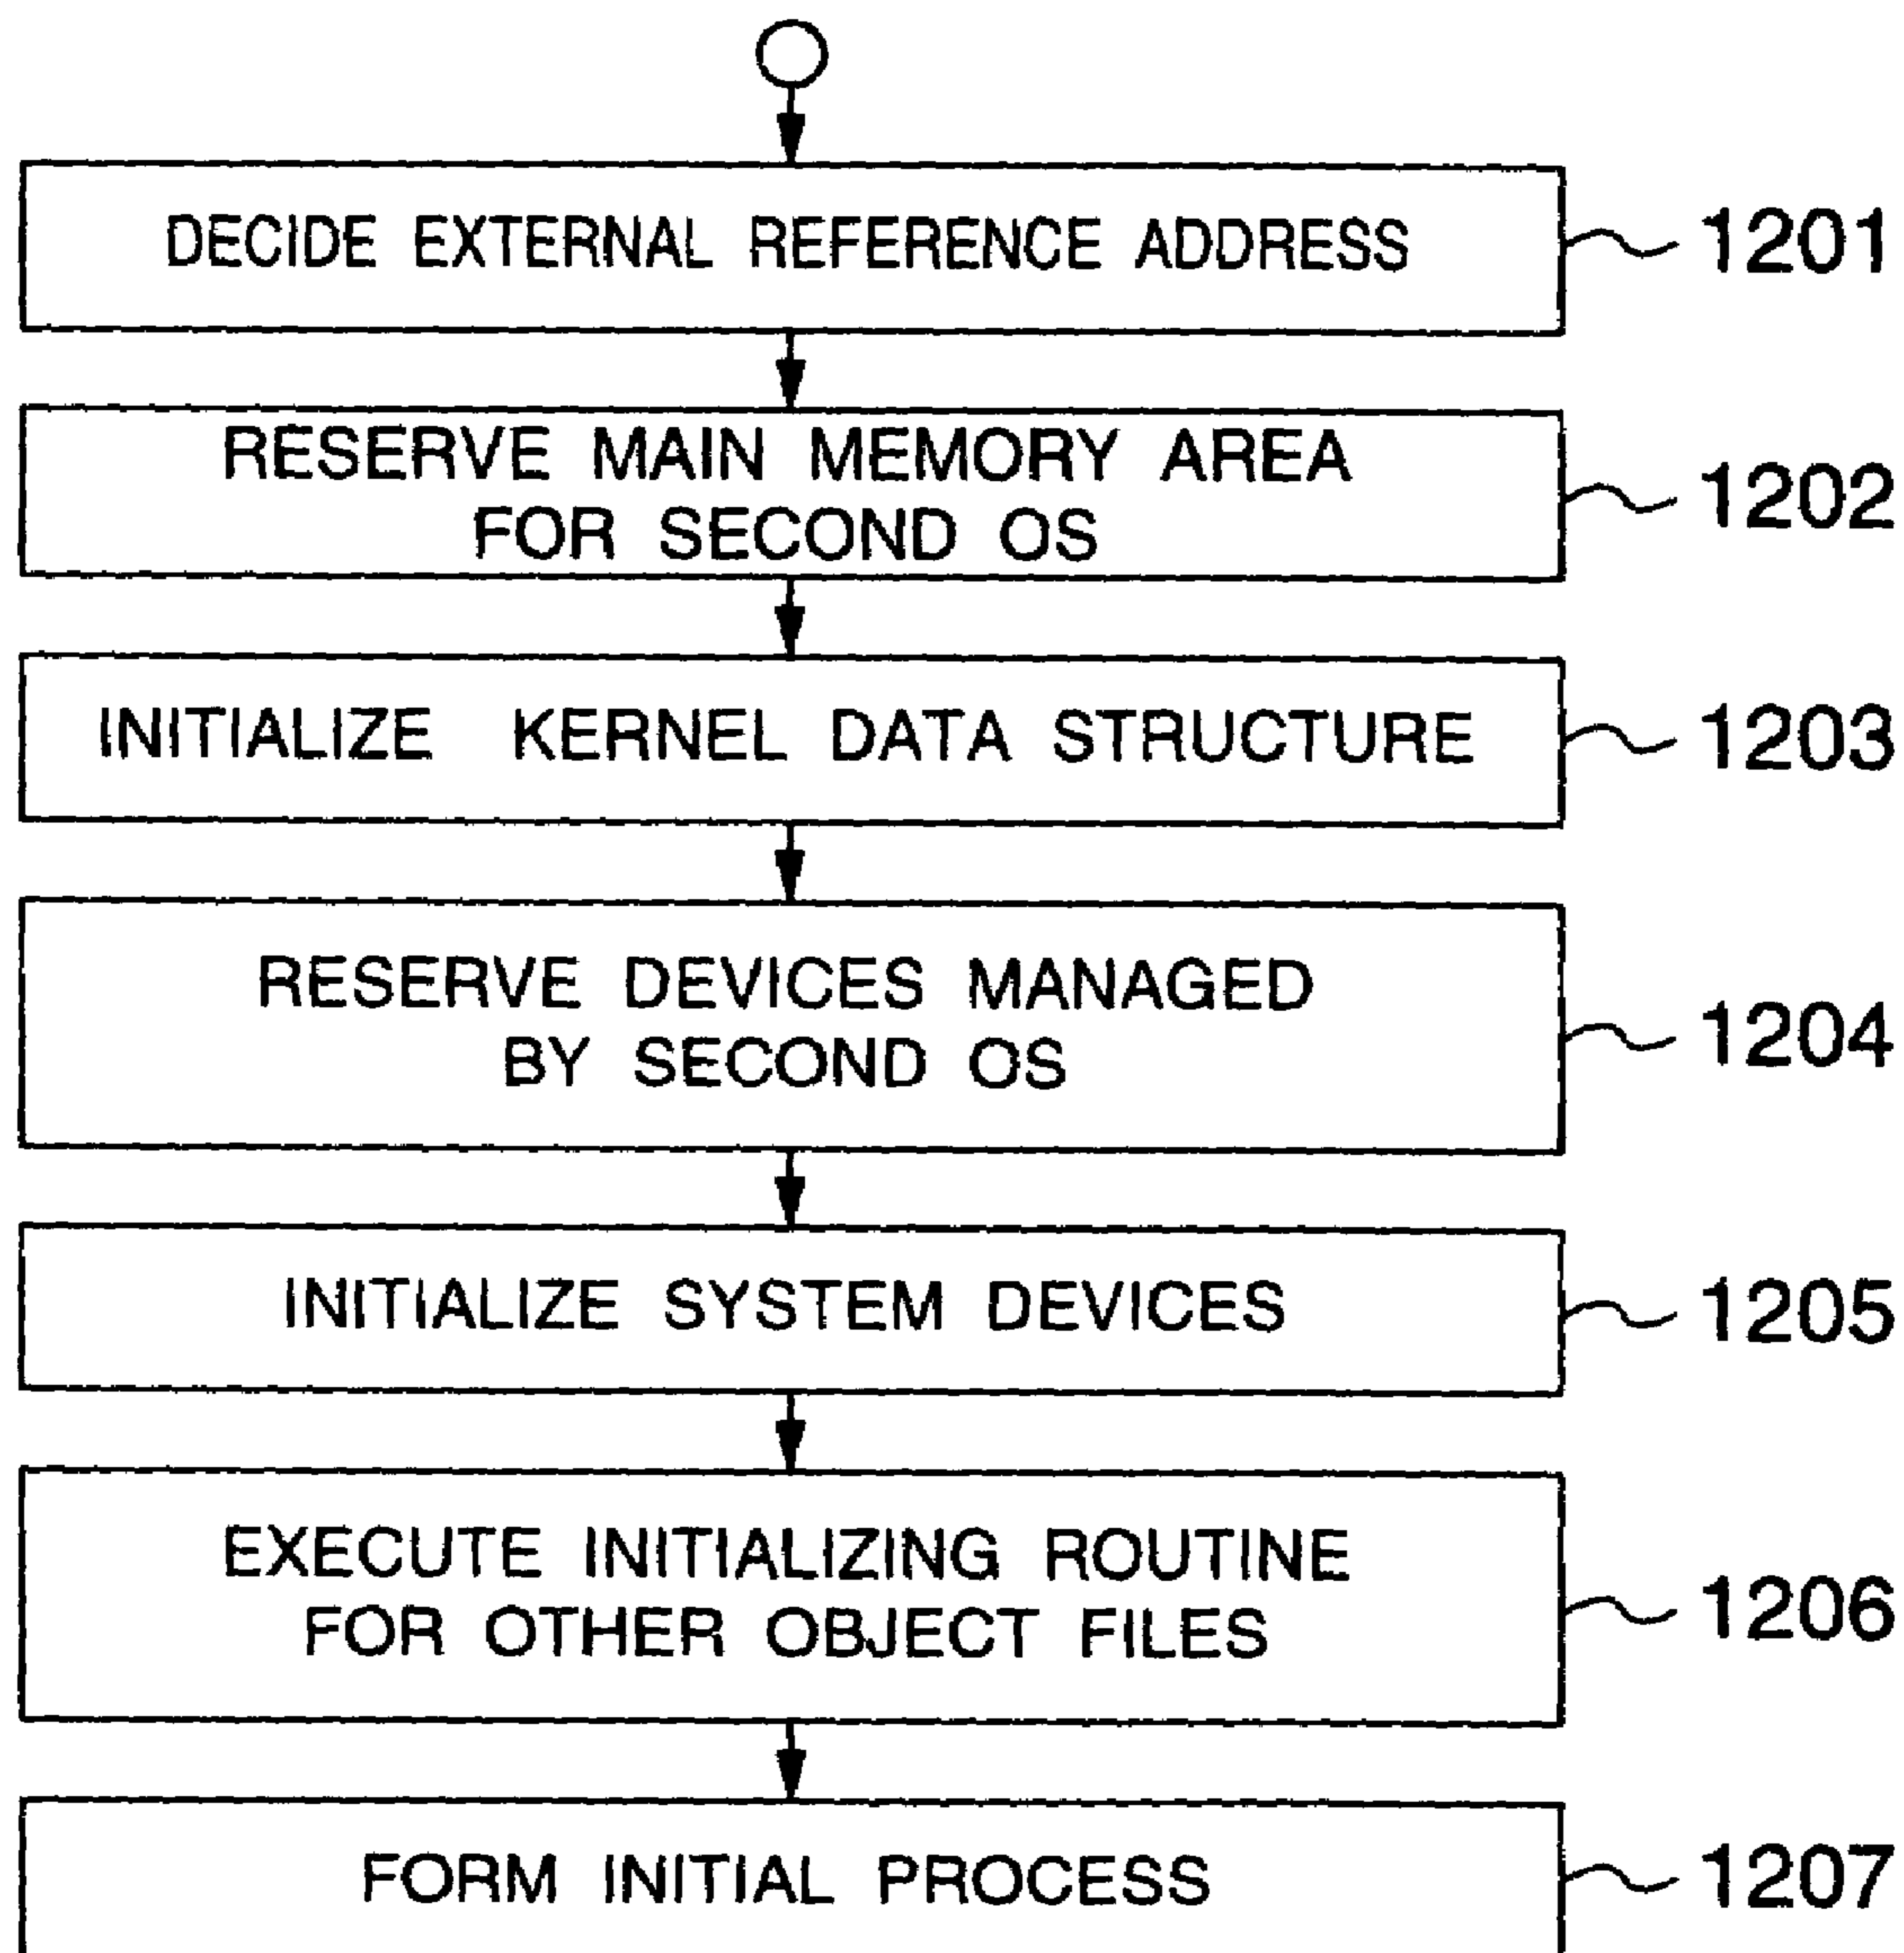 DECIDE EXTERNAL REFERENCE ADDRESS
1201
RESERVE MAIN MEMORY AREA
FOR SECOND OS
1202
INITIALIZE KERNEL DATA STRUCTURE
1203
RESERVE DEVICES MANAGED
BY SECOND OS
1204
INITIALIZE SYSTEM DEVICES
1205
EXECUTE INITIALIZING ROUTINE
FOR OTHER OBJECT FILES
1206
FORM INITIAL PROCESS
1207